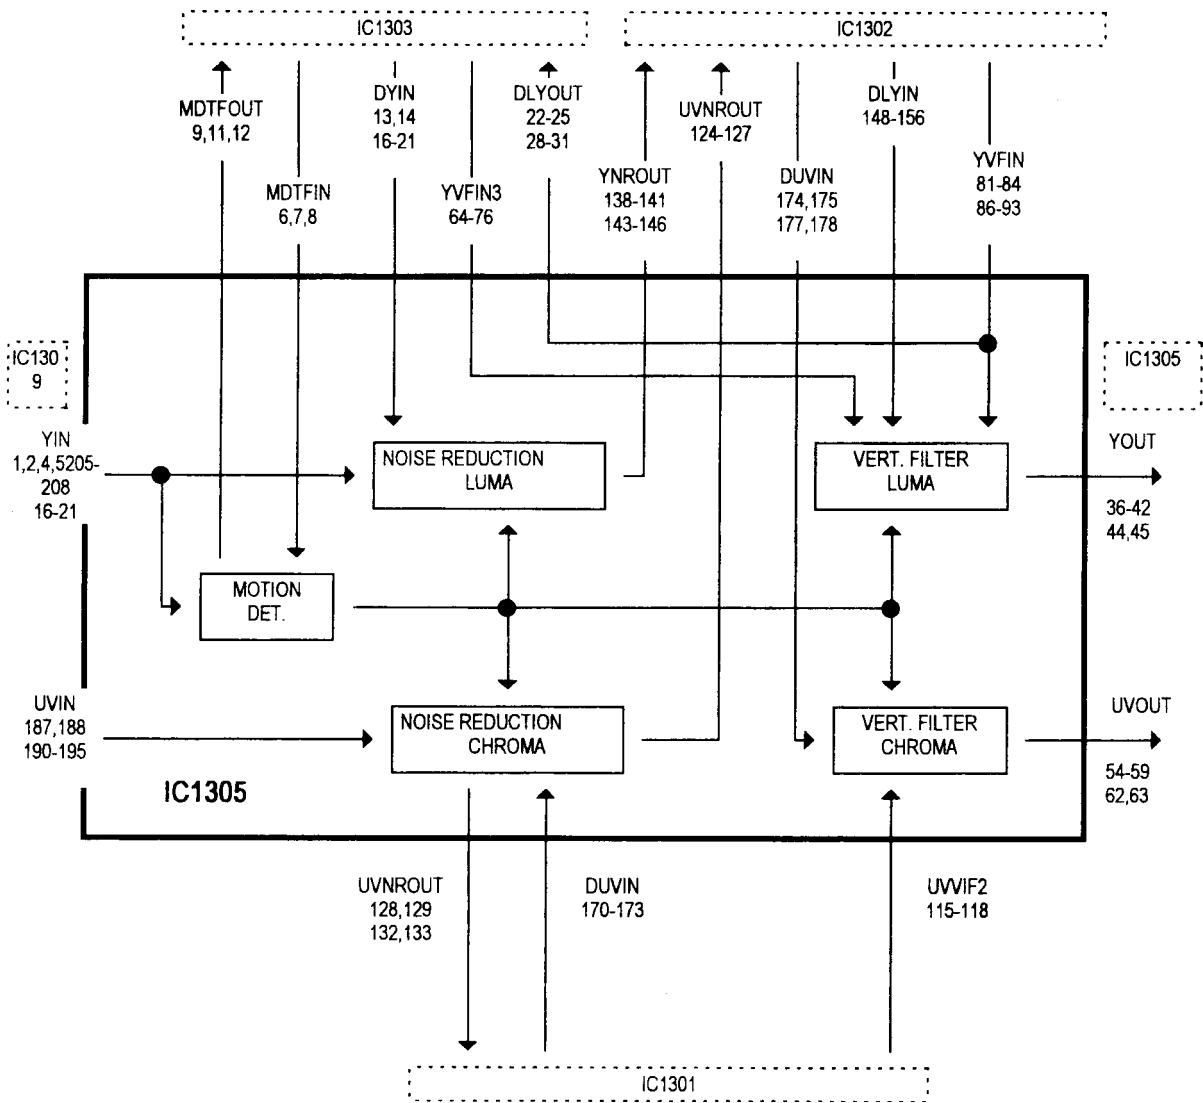 IC1303
IC1302
MDTFOUT
9,11,12
MDTFIN
6,7,8
DYIN
13,14
16-21
YVFIN3
64-76
DLYOUT
22-25
28-31
YNROUT
138-141
143-146
UVNROUT
124-127
DUVIN
174,175
177,178
DLYIN
148-156
YVFIN
81-84
86-93
IC130
9
IC1305
YIN
1,2,4,5205-
208
16-21
NOISE REDUCTION
LUMA
VERT. FILTER
LUMA
YOUT
36-42
44,45
MOTION
DET.
UVIN
187,188
190-195
NOISE REDUCTION
CHROMA
VERT. FILTER
CHROMA
UVOUT
54-59
62,63
IC1305
UVNROUT
128,129
132,133
DUVIN
170-173
UVVIF2
115-118
IC1301